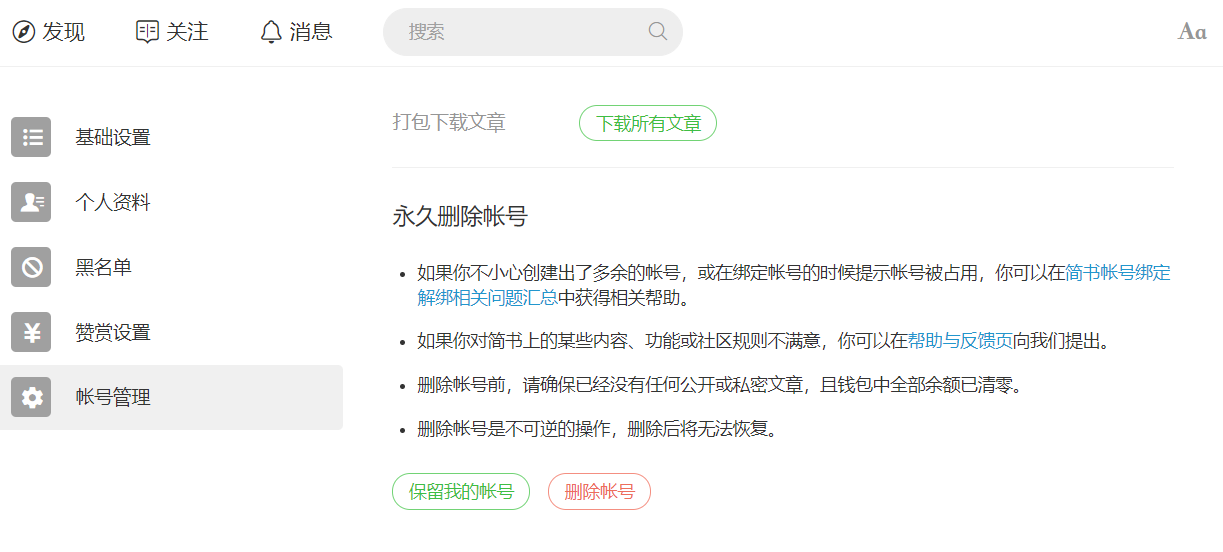 发现 关注 消息 搜索 Aa
基础设置
个人资料
黑名单
赞赏设置
帐号管理
打包下载文章 下载所有文章
永久删除帐号
如果你不小心创建出了多余的帐号，或在绑定帐号的时候提示帐号被占用，你可以在简书帐号绑定
解绑相关问题汇总中获得相关帮助。
如果你对简书上的某些内容、功能或社区规则不满意，你可以在帮助与反馈页向我们提出。
删除帐号前，请确保已经没有任何公开或私密文章，且钱包中全部余额已清零。
删除帐号是不可逆的操作，删除后将无法恢复。
保留我的帐号 删除帐号